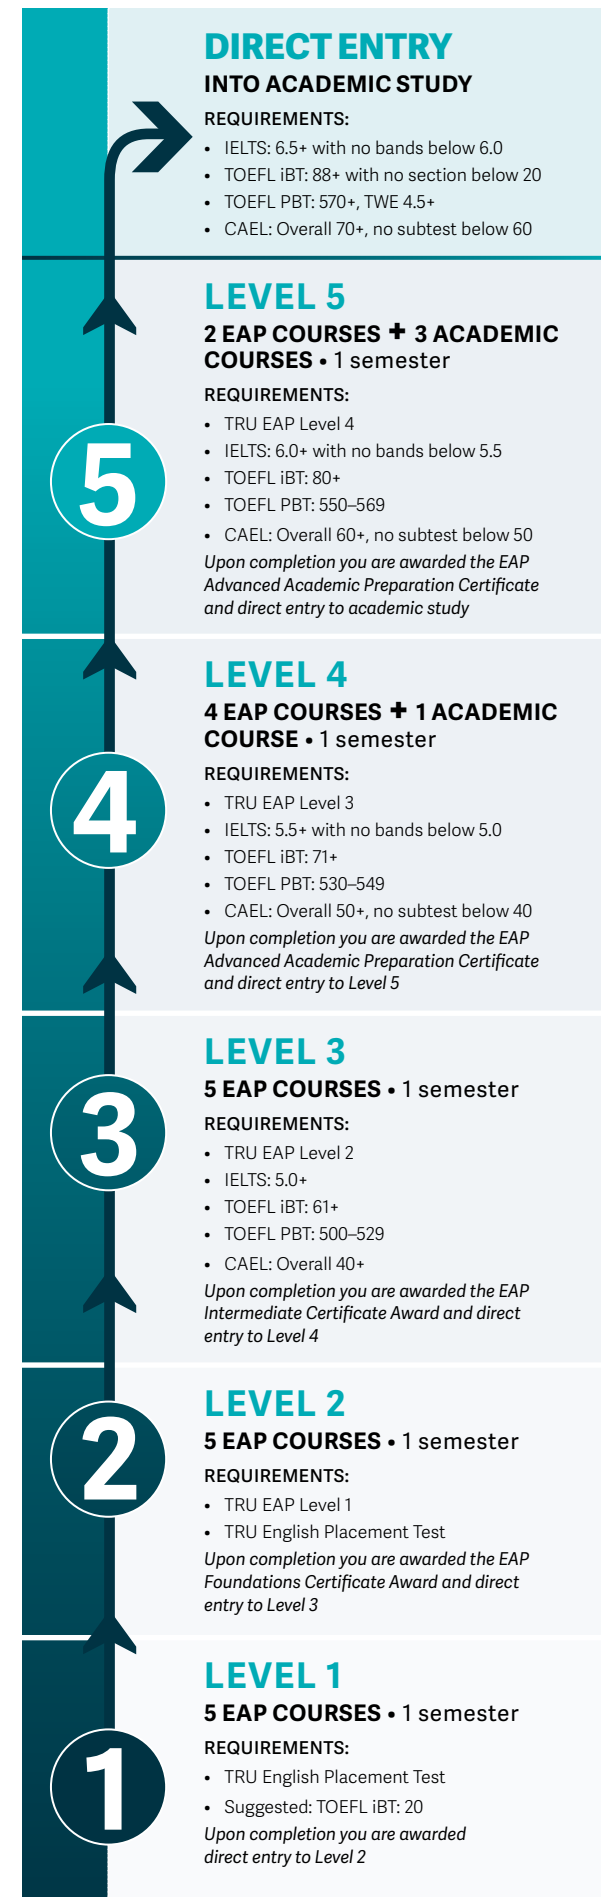 DIRECT ENTRY
INTO ACADEMIC STUDY
REQUIREMENTS:
• IELTS: 6.5+ with no bands below 6.0
• TOEFL iBT: 88+ with no section below 20
• TOEFL PBT: 570+, TWE 4.5+
• CAEL: Overall 70+, no subtest below 60
5
LEVEL 5
2 EAP COURSES + 3 ACADEMIC
COURSES • 1 semester
REQUIREMENTS:
• TRU EAP Level 4
• IELTS: 6.0+ with no bands below 5.5
• TOEFL iBT: 80+
• TOEFL PBT: 550–569
• CAEL: Overall 60+, no subtest below 50
Upon completion you are awarded the EAP
Advanced Academic Preparation Certificate
and direct entry to academic study
4
LEVEL 4
4 EAP COURSES + 1 ACADEMIC
COURSE • 1 semester
REQUIREMENTS:
• TRU EAP Level 3
• IELTS: 5.5+ with no bands below 5.0
• TOEFL iBT: 71+
• TOEFL PBT: 530–549
• CAEL: Overall 50+, no subtest below 40
Upon completion you are awarded the EAP
Advanced Academic Preparation Certificate
and direct entry to Level 5
3
LEVEL 3
5 EAP COURSES • 1 semester
REQUIREMENTS:
• TRU EAP Level 2
• IELTS: 5.0+
• TOEFL iBT: 61+
• TOEFL PBT: 500–529
• CAEL: Overall 40+
Upon completion you are awarded the EAP
Intermediate Certificate Award and direct
entry to Level 4
2
LEVEL 2
5 EAP COURSES • 1 semester
REQUIREMENTS:
• TRU EAP Level 1
• TRU English Placement Test
Upon completion you are awarded the EAP
Foundations Certificate Award and direct
entry to Level 3
1
LEVEL 1
5 EAP COURSES • 1 semester
REQUIREMENTS:
• TRU English Placement Test
• Suggested: TOEFL iBT: 20
Upon completion you are awarded
direct entry to Level 2